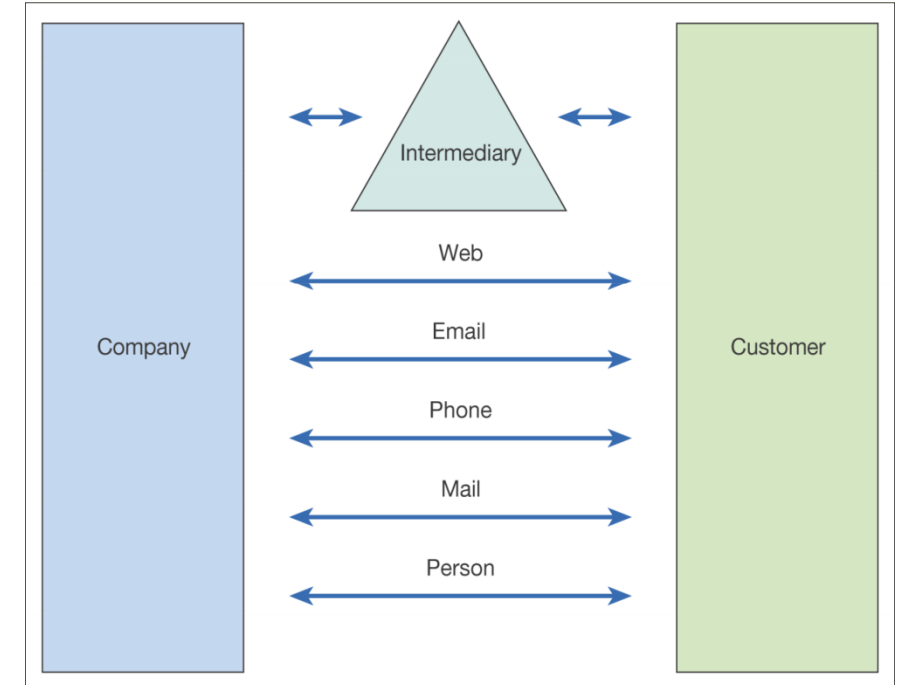 Intermediary
Web
Email
Company
Customer
Phone
Mail
Person